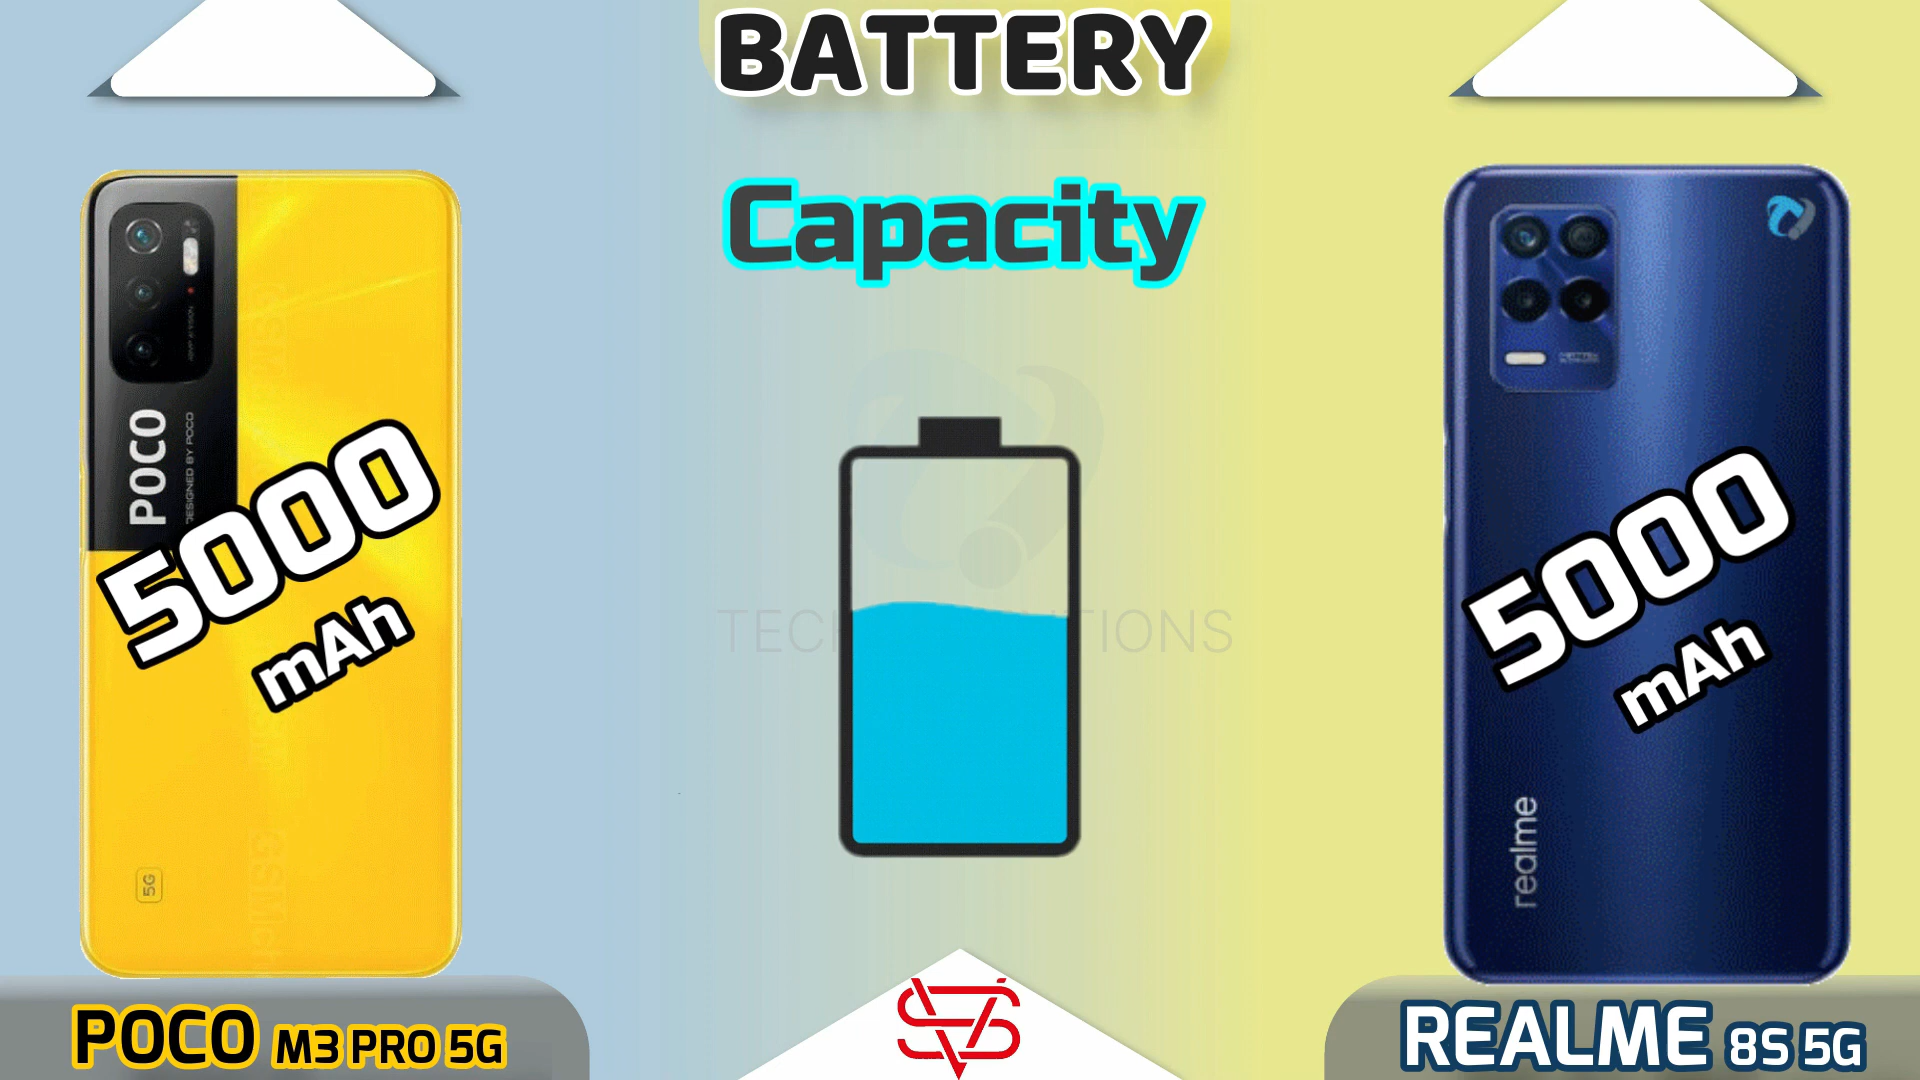 BATTERY
Capacity
POCO
DESIGNED BY POCO
5000
mAh
5G
5000
mAh
realme
POCO M3 PRO 5G
VS
REALME 8S 5G